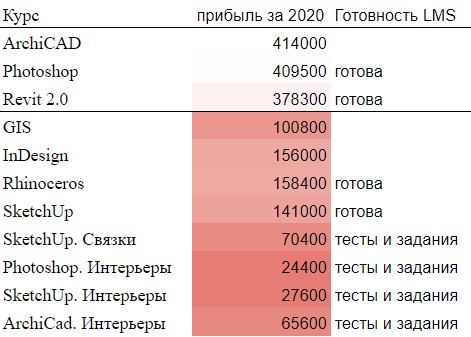 Курс прибыль за 2020 Готовность LMS
ArchiCAD 414000
Photoshop 409500 готова
Revit 2.0 378300 готова
GIS 100800
InDesign 156000
Rhinoceros 158400 готова
SketchUp 141000 готова
SketchUp. Связки 70400 тесты и задания
Photoshop. Интерьеры 24400 тесты и задания
SketchUp. Интерьеры 27600 тесты и задания
ArchiCad. Интерьеры 65600 тесты и задания